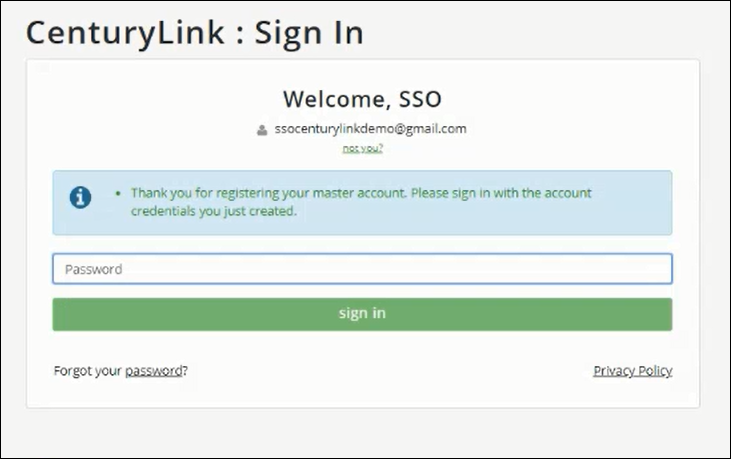 CenturyLink : Sign In
Welcome, SSO
ssocenturylinkdemo@gmail.com
not you?
• Thank you for registering your master account. Please sign in with the account
credentials you just created.
Password
sign in
Forgot your password?
Privacy Policy